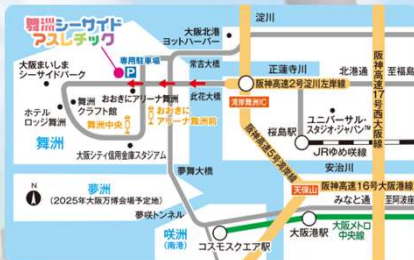 舞洲シーサイド
アスレチック
大阪北港
ヨットハーバー
淀川
専用駐車場
P
大阪まいしま
シーサイドパーク
常吉大橋
正蓮寺川
北港通
至福島
阪神高速2号淀川左岸線
おおきにアリーナ舞洲
此花大橋
湾岸舞洲IC
ホテル
ロッジ舞洲
舞洲
クラフト館
舞洲中央
おおきに
アリーナ舞洲前
舞洲
大阪シティ信用金庫スタジアム
ユニバーサル・
スタジオ・ジャパン™
桜島駅
JRゆめ咲線
阪神高速5号湾岸線
阪神高速17号西大阪線
夢舞大橋
安治川
天保山
阪神高速16号大阪港線
N
夢洲
(2025年大阪万博会場予定地)
みなと通
至阿波座
夢咲トンネル
咲洲
(南港)
コスモスクエア駅
大阪港駅
大阪メトロ
中央線